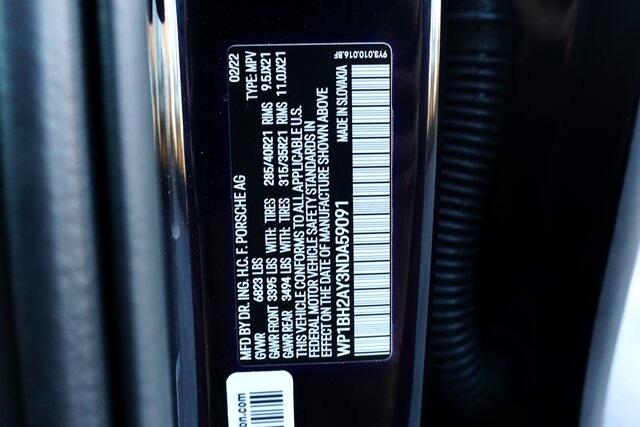 MFD BY DR. ING. H.C. F. PORSCHE AG 02/22
GVWR 6823 LBS TYPE: MPV
GAWR FRONT 3395 LBS WITH: TIRES 285/40R21 RIMS 9.5JX21
GAWR REAR 3494 LBS WITH: TIRES 315/35R21 RIMS 11.0JX21
THIS VEHICLE CONFORMS TO ALL APPLICABLE U.S.
FEDERAL MOTOR VEHICLE SAFETY STANDARDS IN
EFFECT ON THE DATE OF MANUFACTURE SHOWN ABOVE
WP1BH2AY3NDA59091 MADE IN SLOVAKIA
9Y3.010.016.BF
on.com